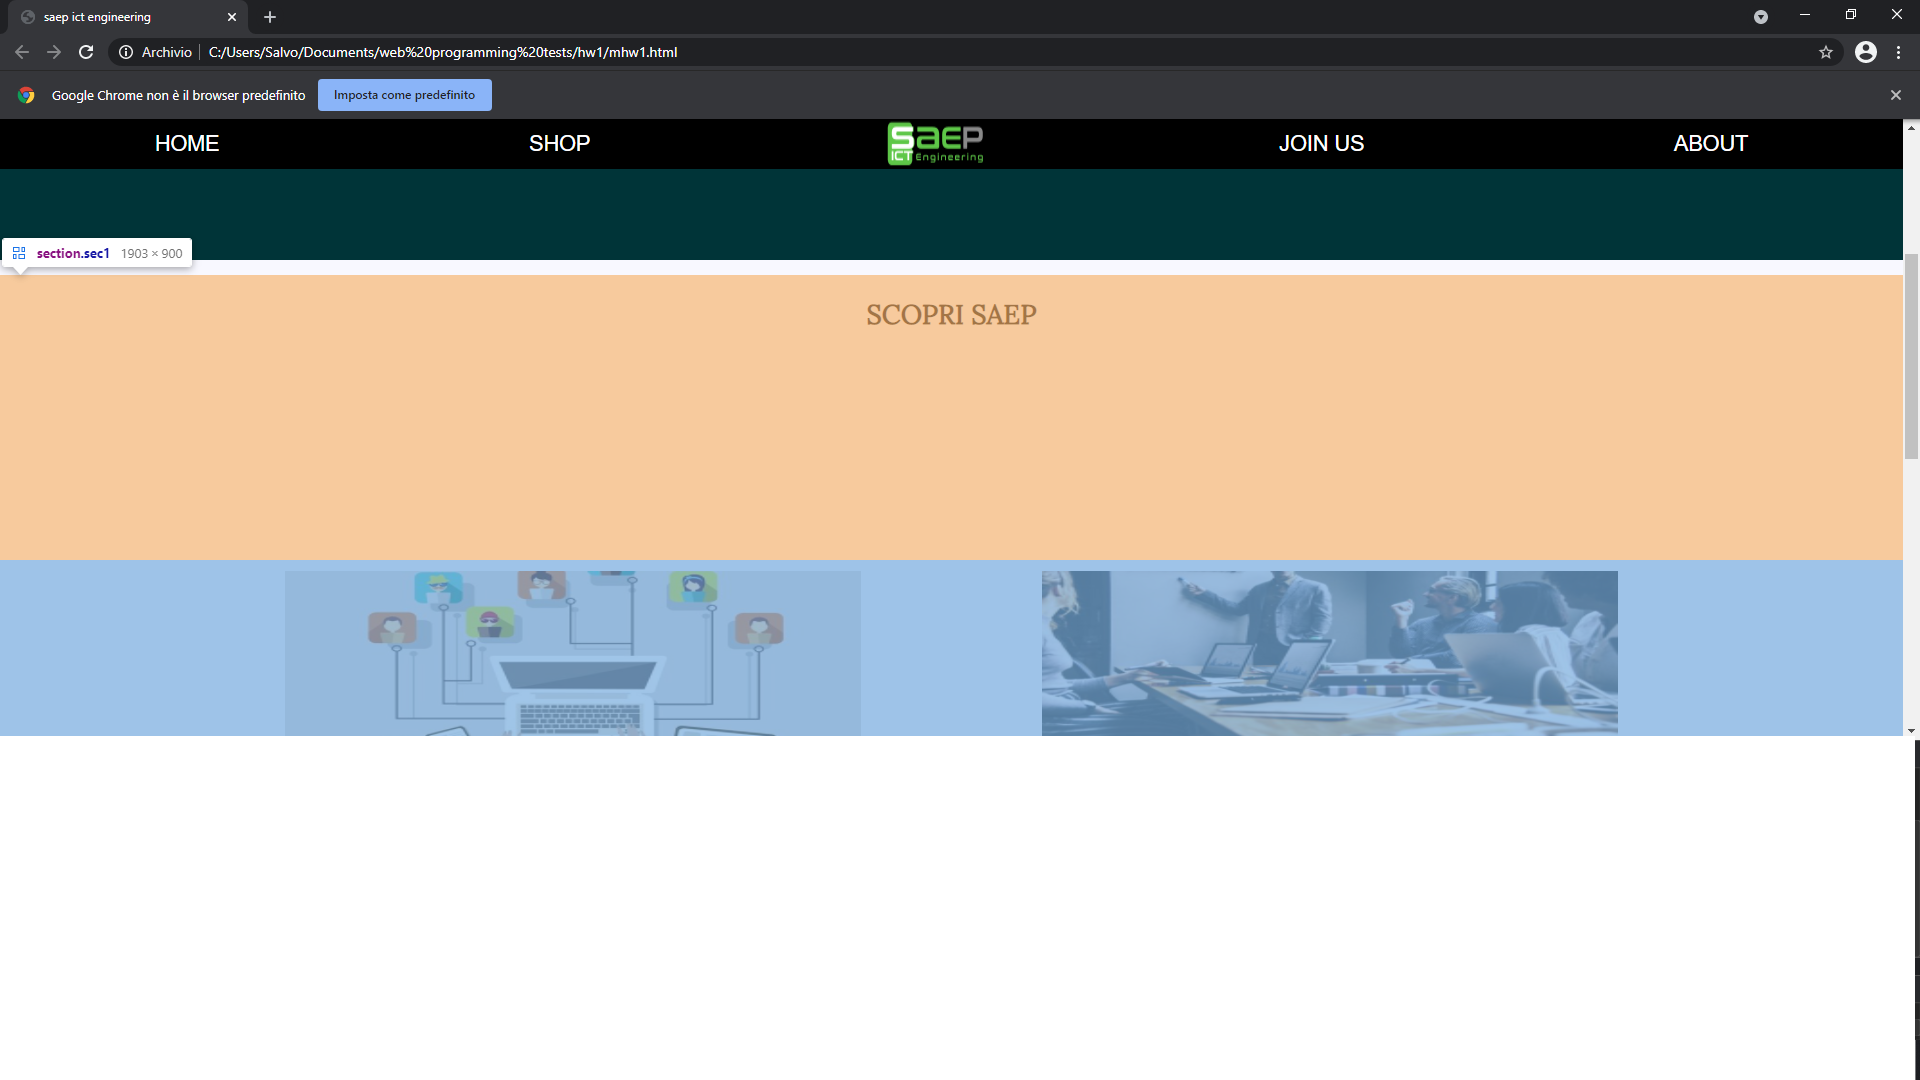 saep ict engineering
Archivio C:/Users/Salvo/Documents/web%20programming%20tests/hw1/mhw1.html
Google Chrome non è il browser predefinito Imposta come predefinito
HOME SHOP saep ICT Engineering JOIN US ABOUT
section.sec1 1903 × 900
SCOPRI SAEP